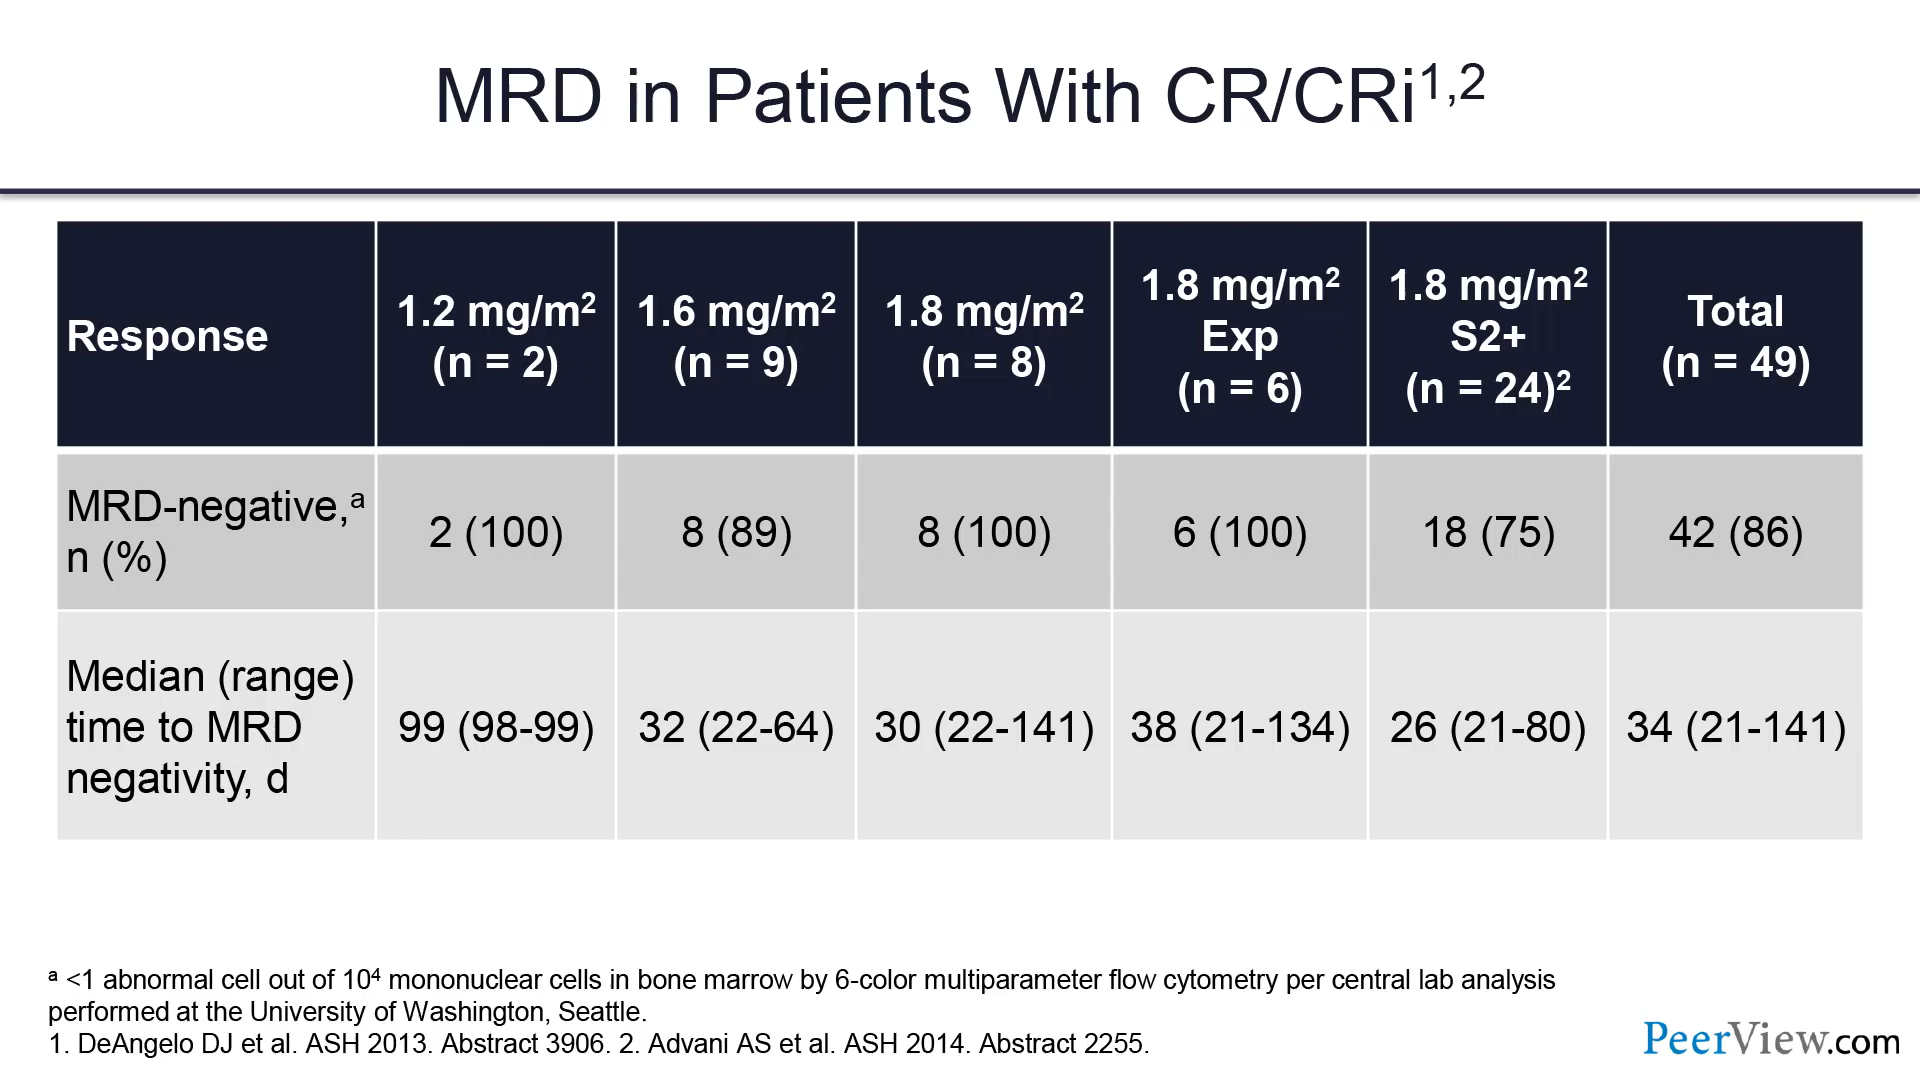 MRD in Patients With CR/CRi1,2
Response
1.2 mg/m2
(n = 2)
1.6 mg/m2
(n = 9)
1.8 mg/m2
(n = 8)
1.8 mg/m2
Exp
(n = 6)
1.8 mg/m2
S2+
(n = 24)2
Total
(n = 49)
MRD-negative,a
n (%)
2 (100)
8 (89)
8 (100)
6 (100)
18 (75)
42 (86)
Median (range)
time to MRD
negativity, d
99 (98-99)
32 (22-64)
30 (22-141)
38 (21-134)
26 (21-80)
34 (21-141)
a <1 abnormal cell out of 104 mononuclear cells in bone marrow by 6-color multiparameter flow cytometry per central lab analysis
performed at the University of Washington, Seattle.
1. DeAngelo DJ et al. ASH 2013. Abstract 3906. 2. Advani AS et al. ASH 2014. Abstract 2255.
PeerView.com